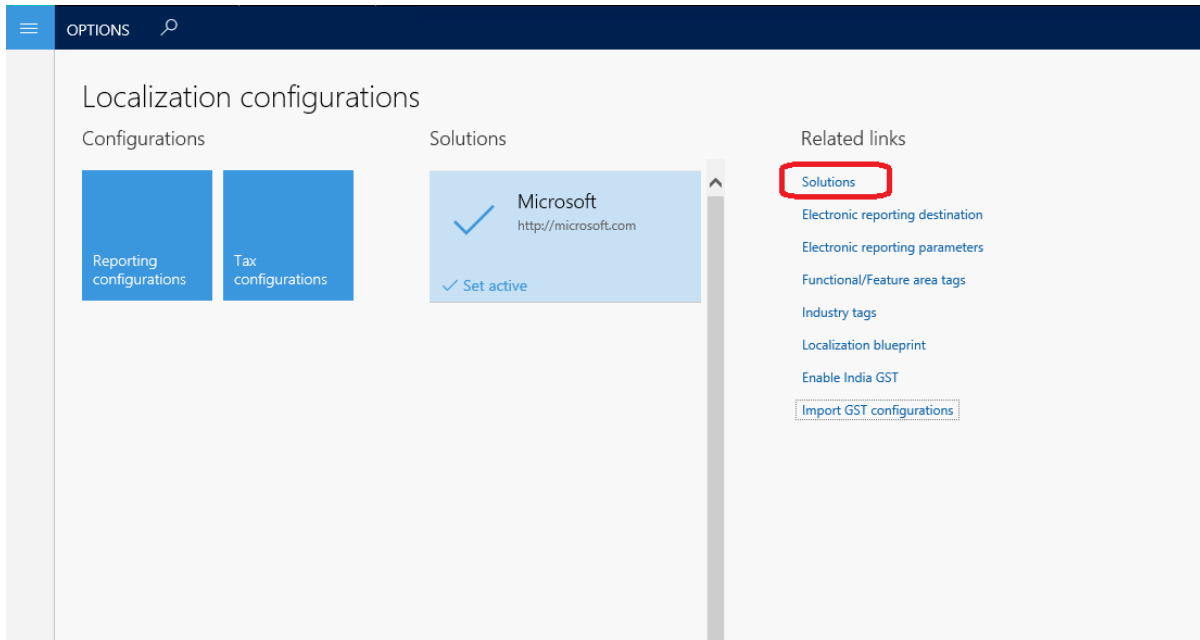 OPTIONS
Localization configurations
Configurations
Reporting
configurations
Tax
configurations
Solutions
Microsoft
http://microsoft.com
Set active
Related links
Solutions
Electronic reporting destination
Electronic reporting parameters
Functional/Feature area tags
Industry tags
Localization blueprint
Enable India GST
Import GST configurations